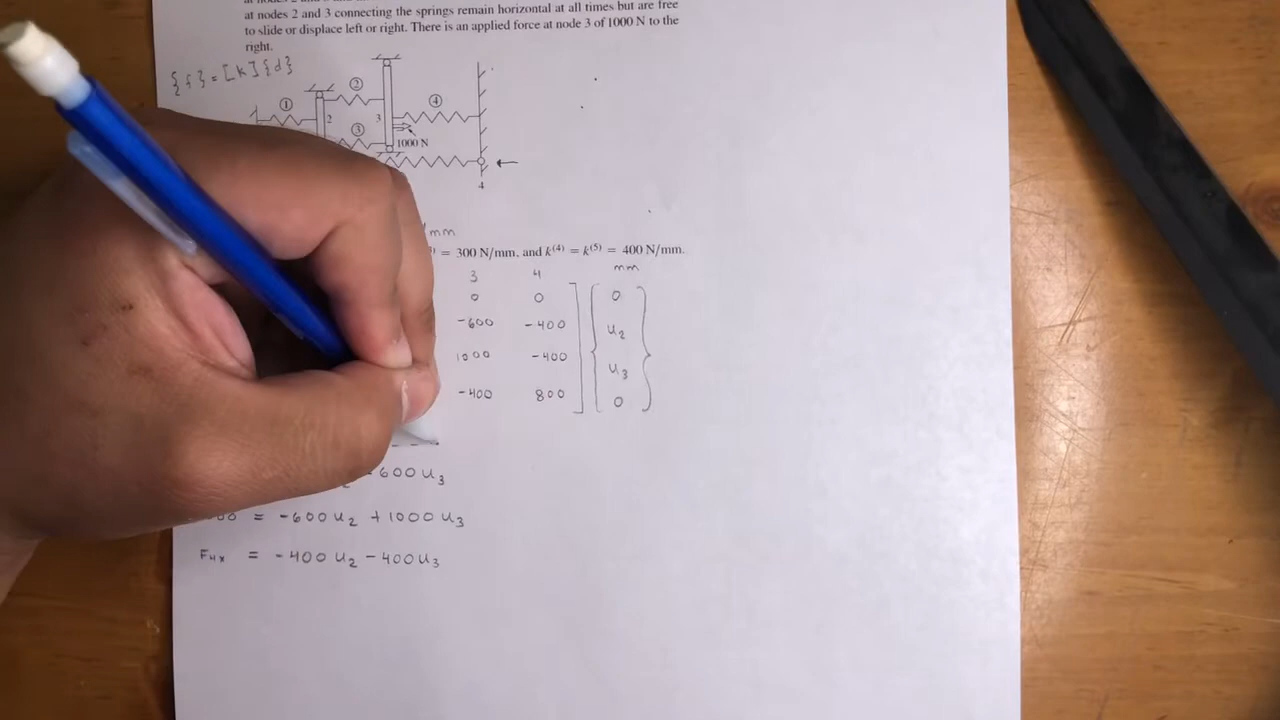 at nodes 2 and 3 connecting the springs remain horizontal at all times but are free
to slide or displace left or right. There is an applied force at node 3 of 1000 N to the
right.
{f} = [k]{d}
① ② ③ ④
2 3
1000 N
4
mm
= 300 N/mm, and k(4) = k(5) = 400 N/mm.
3 4 mm
0 0 0
-600 -400 u2
1000 -400 u3
-400 800 0
-600 u3
= -600 u2 + 1000 u3
F4x = -400 u2 - 400 u3